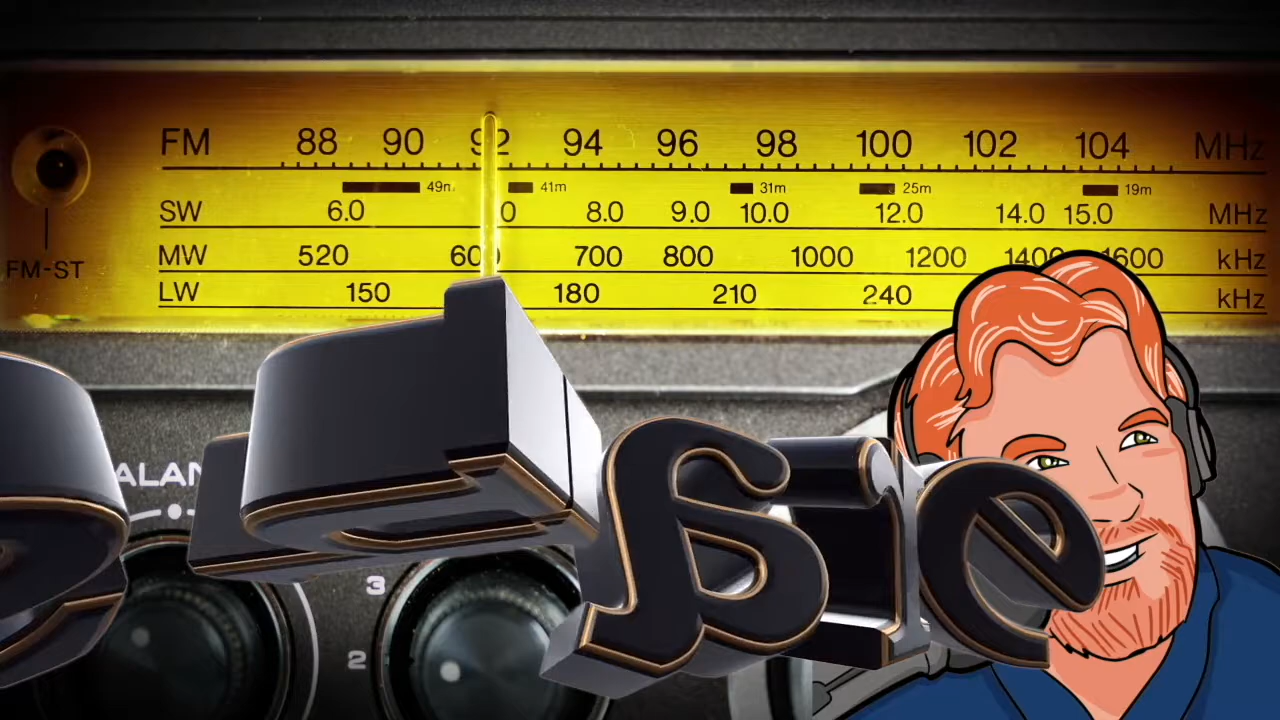 FM 88 90 92 94 96 98 100 102 104 MHz
49m 41m 31m 25m 19m
SW 6.0 8.0 9.0 10.0 12.0 14.0 15.0 MHz
MW 520 600 700 800 1000 1200 1400 1600 kHz
FM-ST
LW 150 180 210 240 kHz
3
2